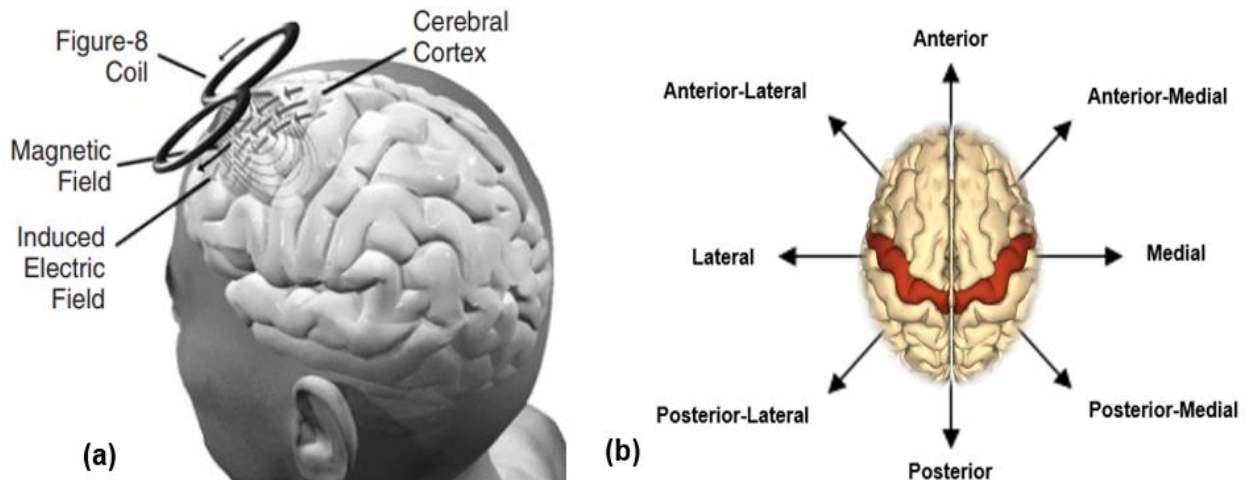 Figure-8
Coil
Cerebral
Cortex
Magnetic
Field
Induced
Electric
Field
(a)
Anterior
Anterior-Lateral
Anterior-Medial
Lateral
Medial
Posterior-Lateral
Posterior-Medial
Posterior
(b)